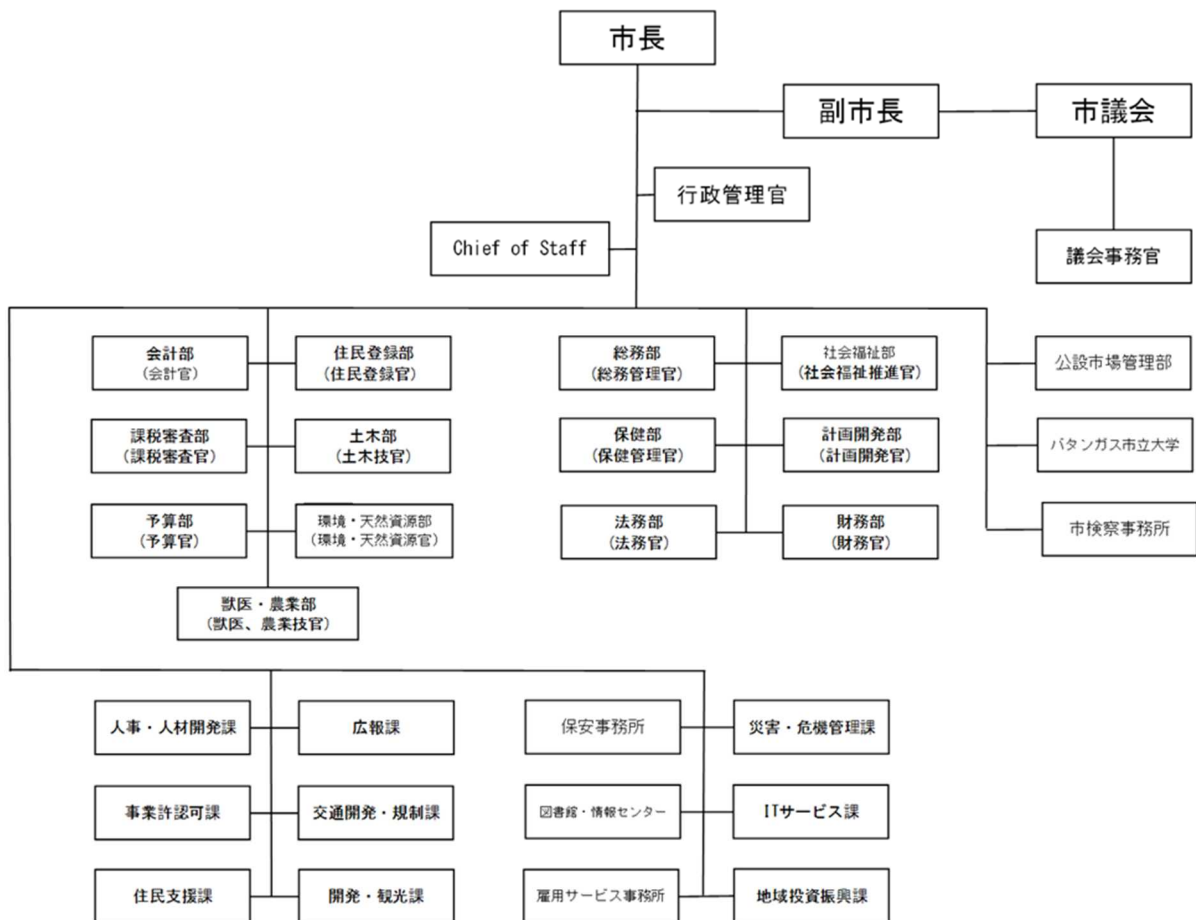 市長
副市長
市議会
行政管理官
Chief of Staff
議会事務官
会計部
(会計官)
住民登録部
(住民登録官)
総務部
(総務管理官)
社会福祉部
(社会福祉推進官)
公設市場管理部
課税審査部
(課税審査官)
土木部
(土木技官)
保健部
(保健管理官)
計画開発部
(計画開発官)
バタンガス市立大学
予算部
(予算官)
環境・天然資源部
(環境・天然資源官)
法務部
(法務官)
財務部
(財務官)
市検察事務所
獣医・農業部
(獣医、農業技官)
人事・人材開発課
広報課
保安事務所
災害・危機管理課
事業許認可課
交通開発・規制課
図書館・情報センター
ITサービス課
住民支援課
開発・観光課
雇用サービス事務所
地域投資振興課